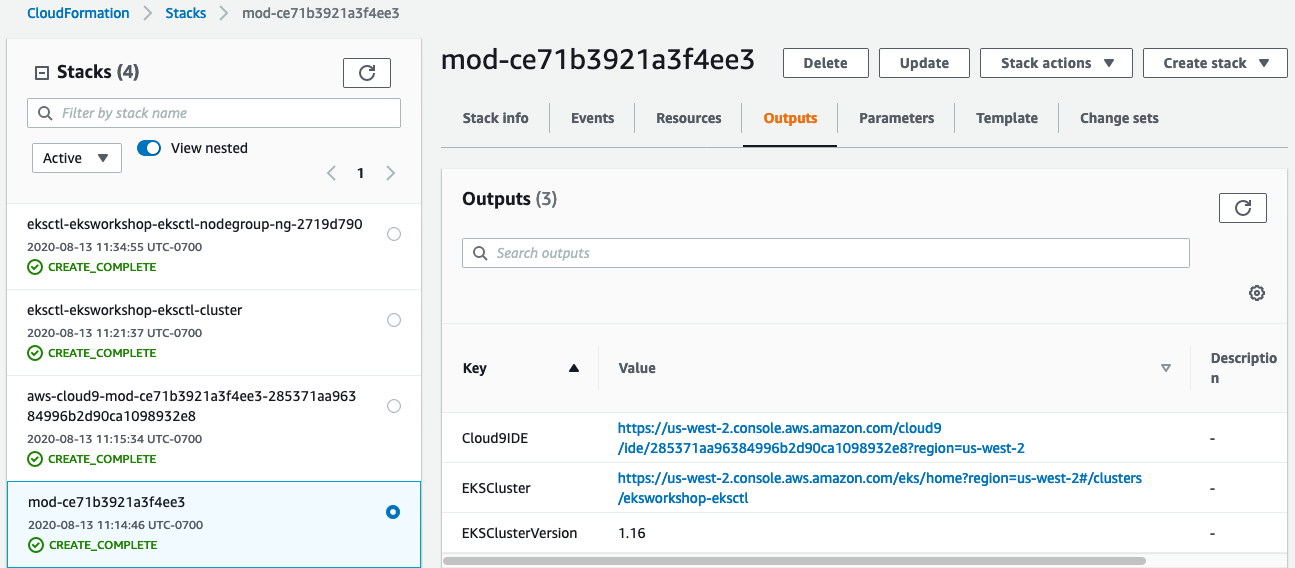 CloudFormation > Stacks > mod-ce71b3921a3f4ee3
Stacks (4)
Filter by stack name
Active
View nested
1
eksctl-eksworkshop-eksctl-nodegroup-ng-2719d790
2020-08-13 11:34:55 UTC-0700
CREATE_COMPLETE
eksctl-eksworkshop-eksctl-cluster
2020-08-13 11:21:37 UTC-0700
CREATE_COMPLETE
aws-cloud9-mod-ce71b3921a3f4ee3-285371aa963
84996b2d90ca1098932e8
2020-08-13 11:15:34 UTC-0700
CREATE_COMPLETE
mod-ce71b3921a3f4ee3
2020-08-13 11:14:46 UTC-0700
CREATE_COMPLETE
mod-ce71b3921a3f4ee3
Delete
Update
Stack actions
Create stack
Stack info
Events
Resources
Outputs
Parameters
Template
Change sets
Outputs (3)
Search outputs
Key
Value
Descriptio
n
Cloud9IDE
https://us-west-2.console.aws.amazon.com/cloud9
/ide/285371aa96384996b2d90ca1098932e8?region=us-west-2
-
EKSCluster
https://us-west-2.console.aws.amazon.com/eks/home?region=us-west-2#/clusters
/eksworkshop-eksctl
-
EKSClusterVersion
1.16
-